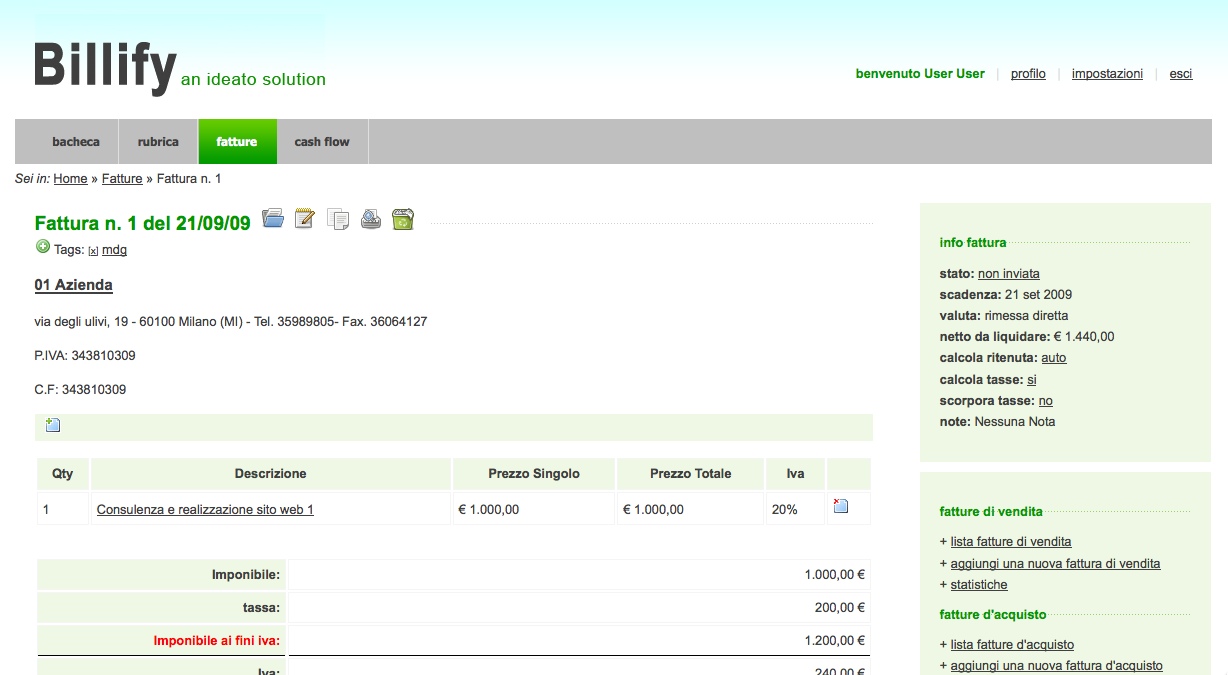 Billify an ideato solution
benvenuto User User | profilo | impostazioni | esci
bacheca rubrica fatture cash flow
Sei in: Home » Fatture » Fattura n. 1
Fattura n. 1 del 21/09/09
Tags: [x] mdg
01 Azienda
via degli ulivi, 19 - 60100 Milano (MI) - Tel. 35989805- Fax. 36064127
P.IVA: 343810309
C.F: 343810309
Qty Descrizione Prezzo Singolo Prezzo Totale Iva
1 Consulenza e realizzazione sito web 1 € 1.000,00 € 1.000,00 20%
Imponibile: 1.000,00 €
tassa: 200,00 €
Imponibile ai fini iva: 1.200,00 €
Iva: 240,00 €
info fattura
stato: non inviata
scadenza: 21 set 2009
valuta: rimessa diretta
netto da liquidare: € 1.440,00
calcola ritenuta: auto
calcola tasse: si
scorpora tasse: no
note: Nessuna Nota
fatture di vendita
+ lista fatture di vendita
+ aggiungi una nuova fattura di vendita
+ statistiche
fatture d'acquisto
+ lista fatture d'acquisto
+ aggiungi una nuova fattura d'acquisto